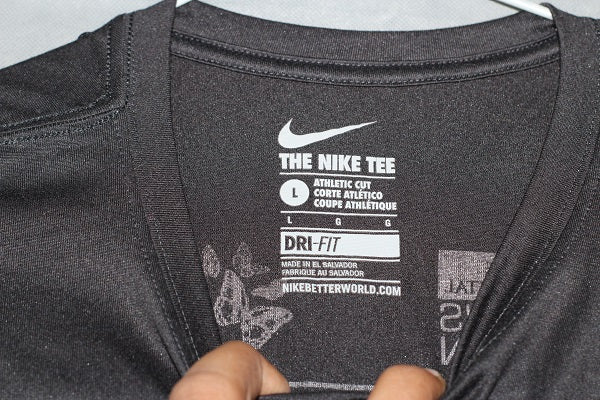 THE NIKE TEE
L
ATHLETIC CUT
CORTE ATLÉTICO
COUPE ATHLÉTIQUE
L G G
DRI-FIT
MADE IN EL SALVADOR
FABRIQUE AU SALVADOR
NIKEBETTERWORLD.COM